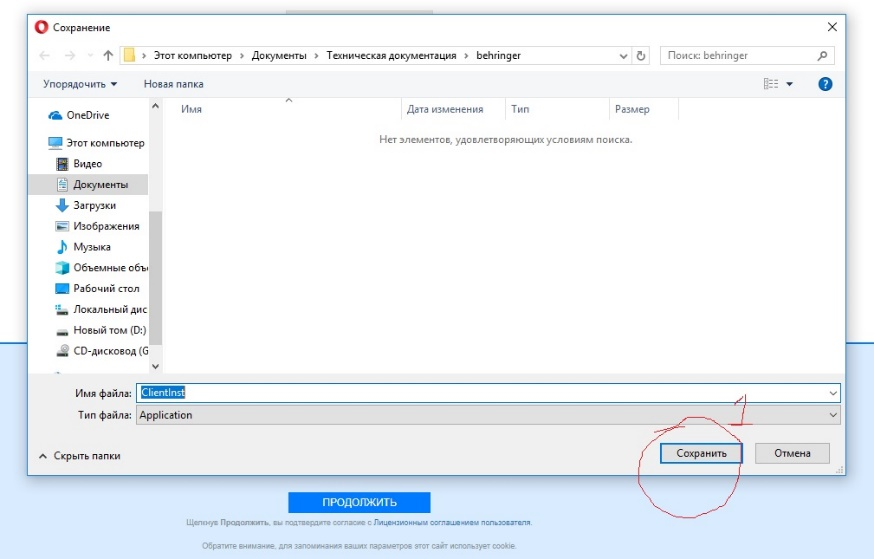 Сохранение
Этот компьютер > Документы > Техническая документация > behringer
Поиск: behringer
Упорядочить
Новая папка
Имя
Дата изменения
Тип
Размер
Нет элементов, удовлетворяющих условиям поиска.
OneDrive
Этот компьютер
Видео
Документы
Загрузки
Изображения
Музыка
Объемные объ
Рабочий стол
Локальный дис
Новый том (D:)
CD-дисковод (G
Имя файла: ClientInst
Тип файла: Application
1
Скрыть папки
Сохранить
Отмена
ПРОДОЛЖИТЬ
Щелкнув Продолжить, вы подтвердите согласие с Лицензионным соглашением пользователя.
Обратите внимание, для запоминания ваших параметров этот сайт использует cookie.